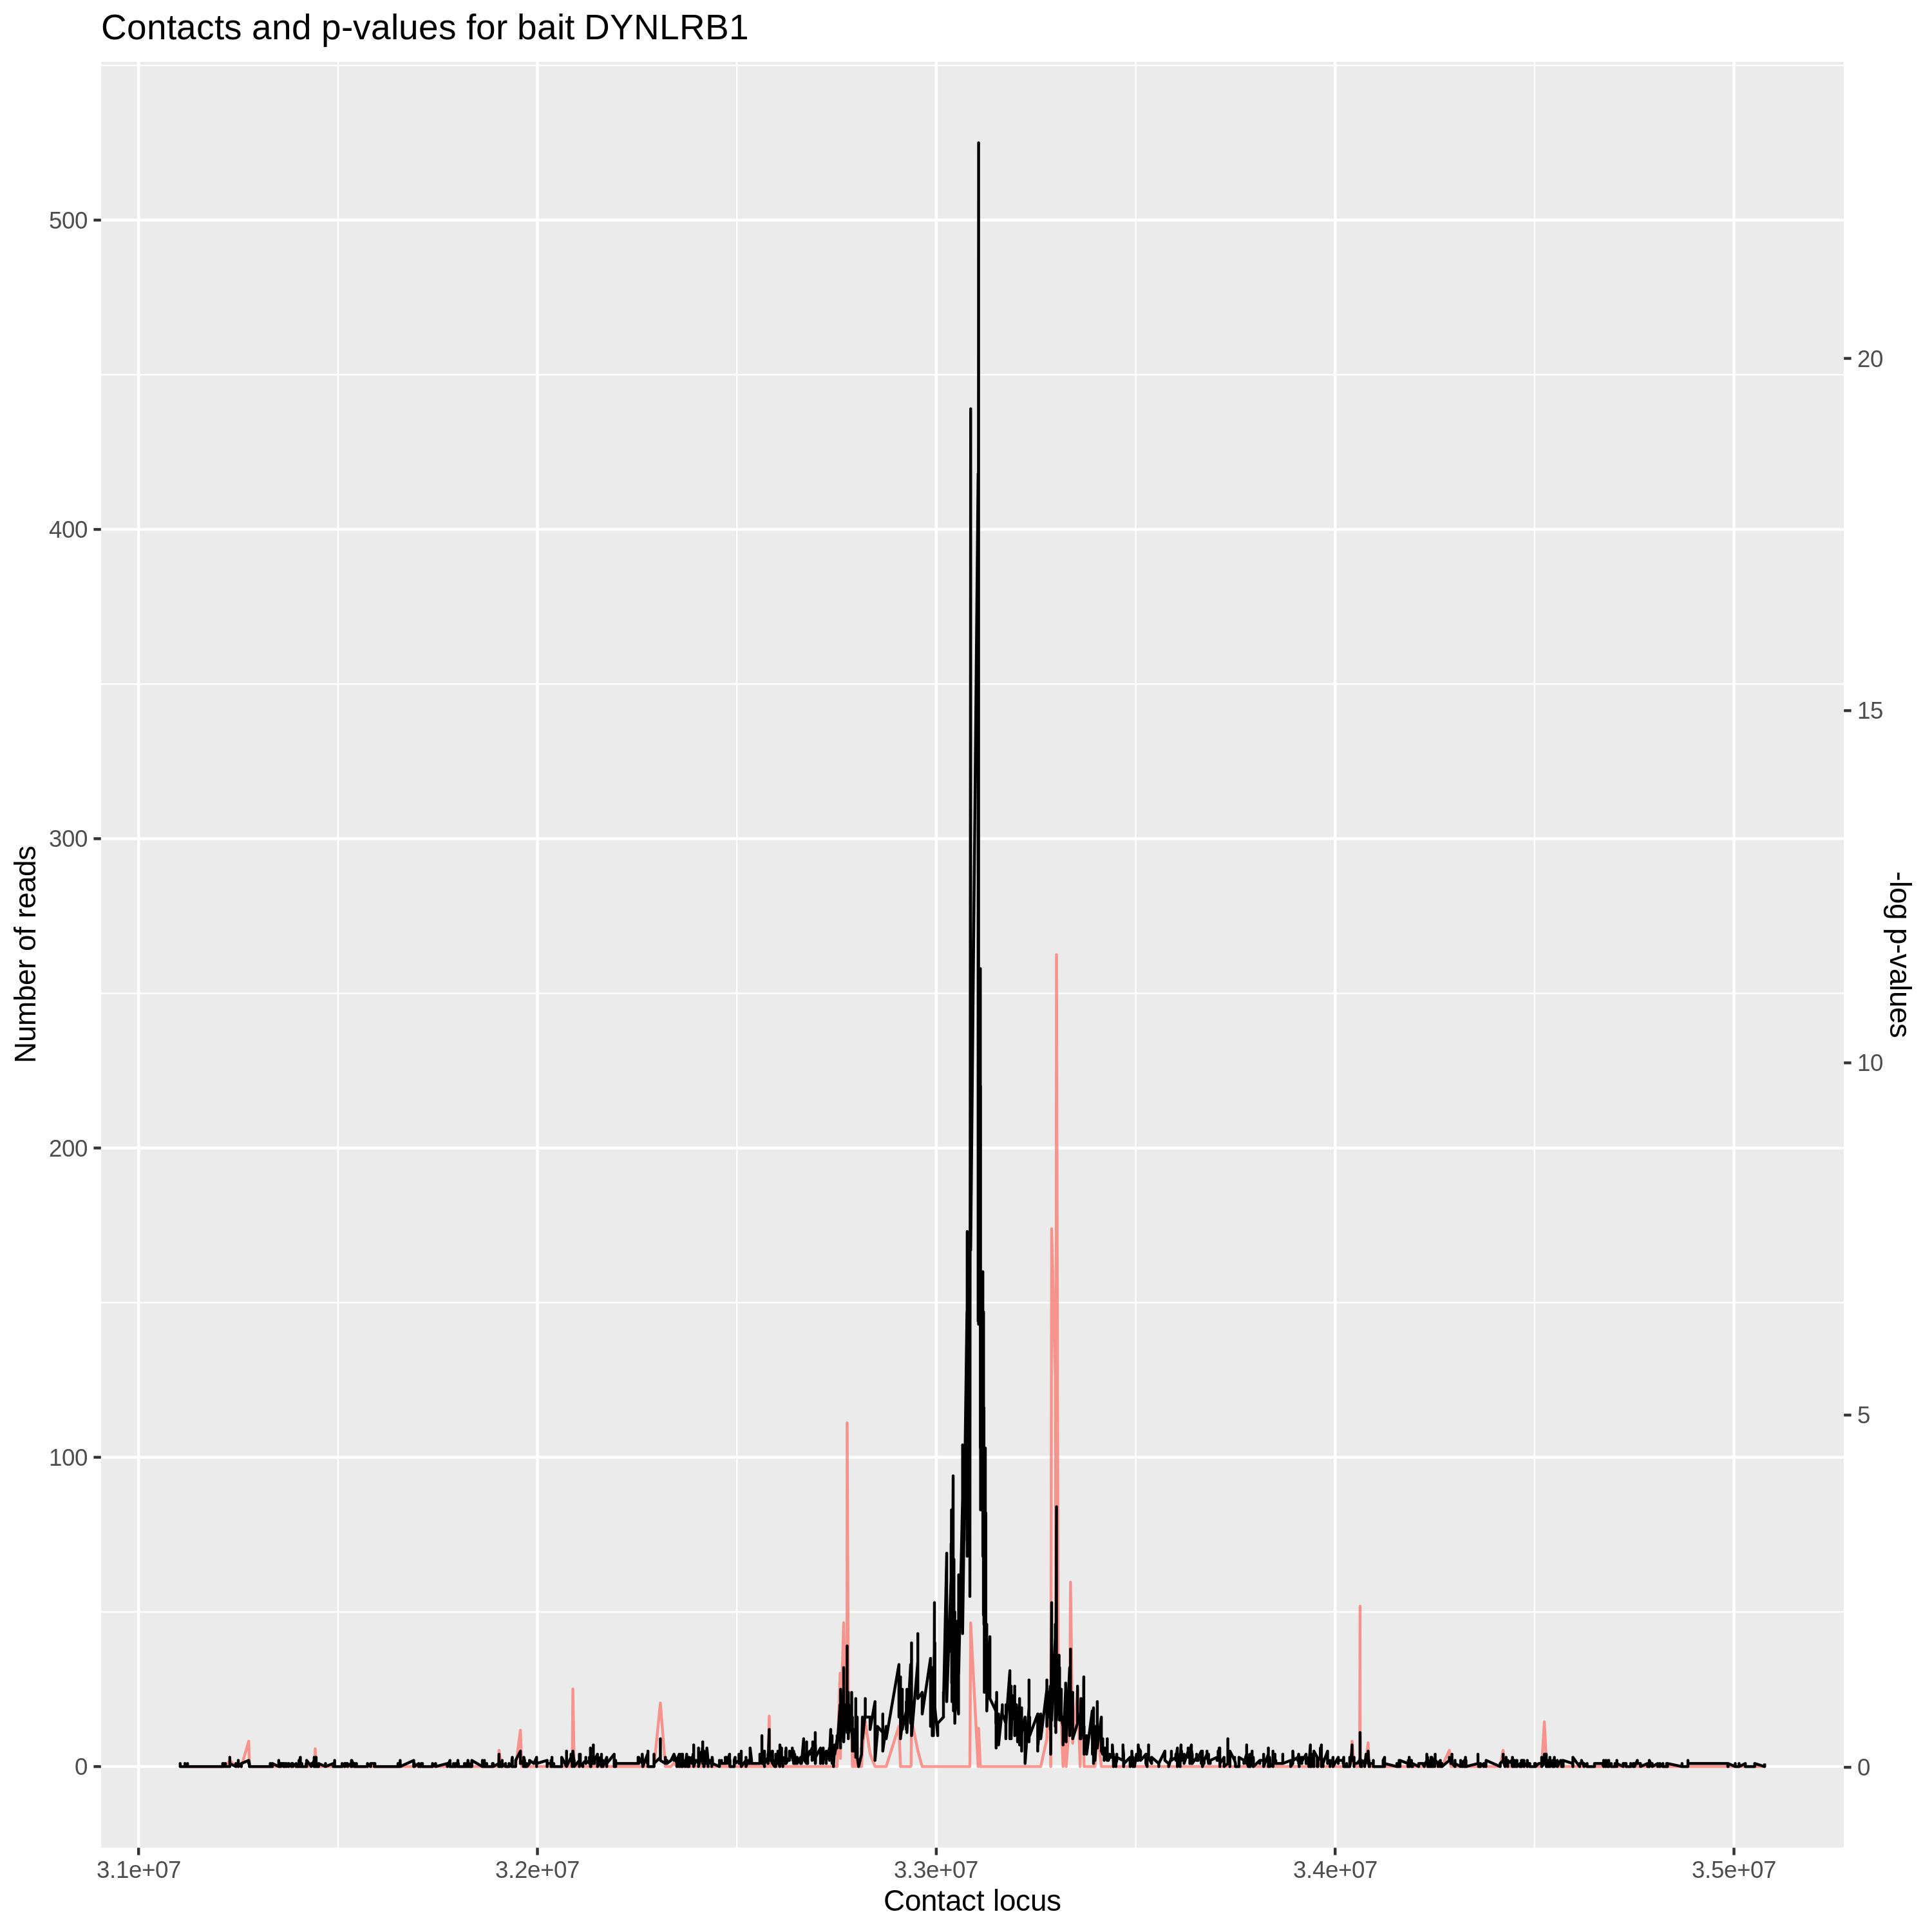 Contacts and p-values for bait DYNLRB1
500
400
300
200
100
0
Number of reads
20
15
10
5
0
-log p-values
3.1e+07
3.2e+07
3.3e+07
3.4e+07
3.5e+07
Contact locus